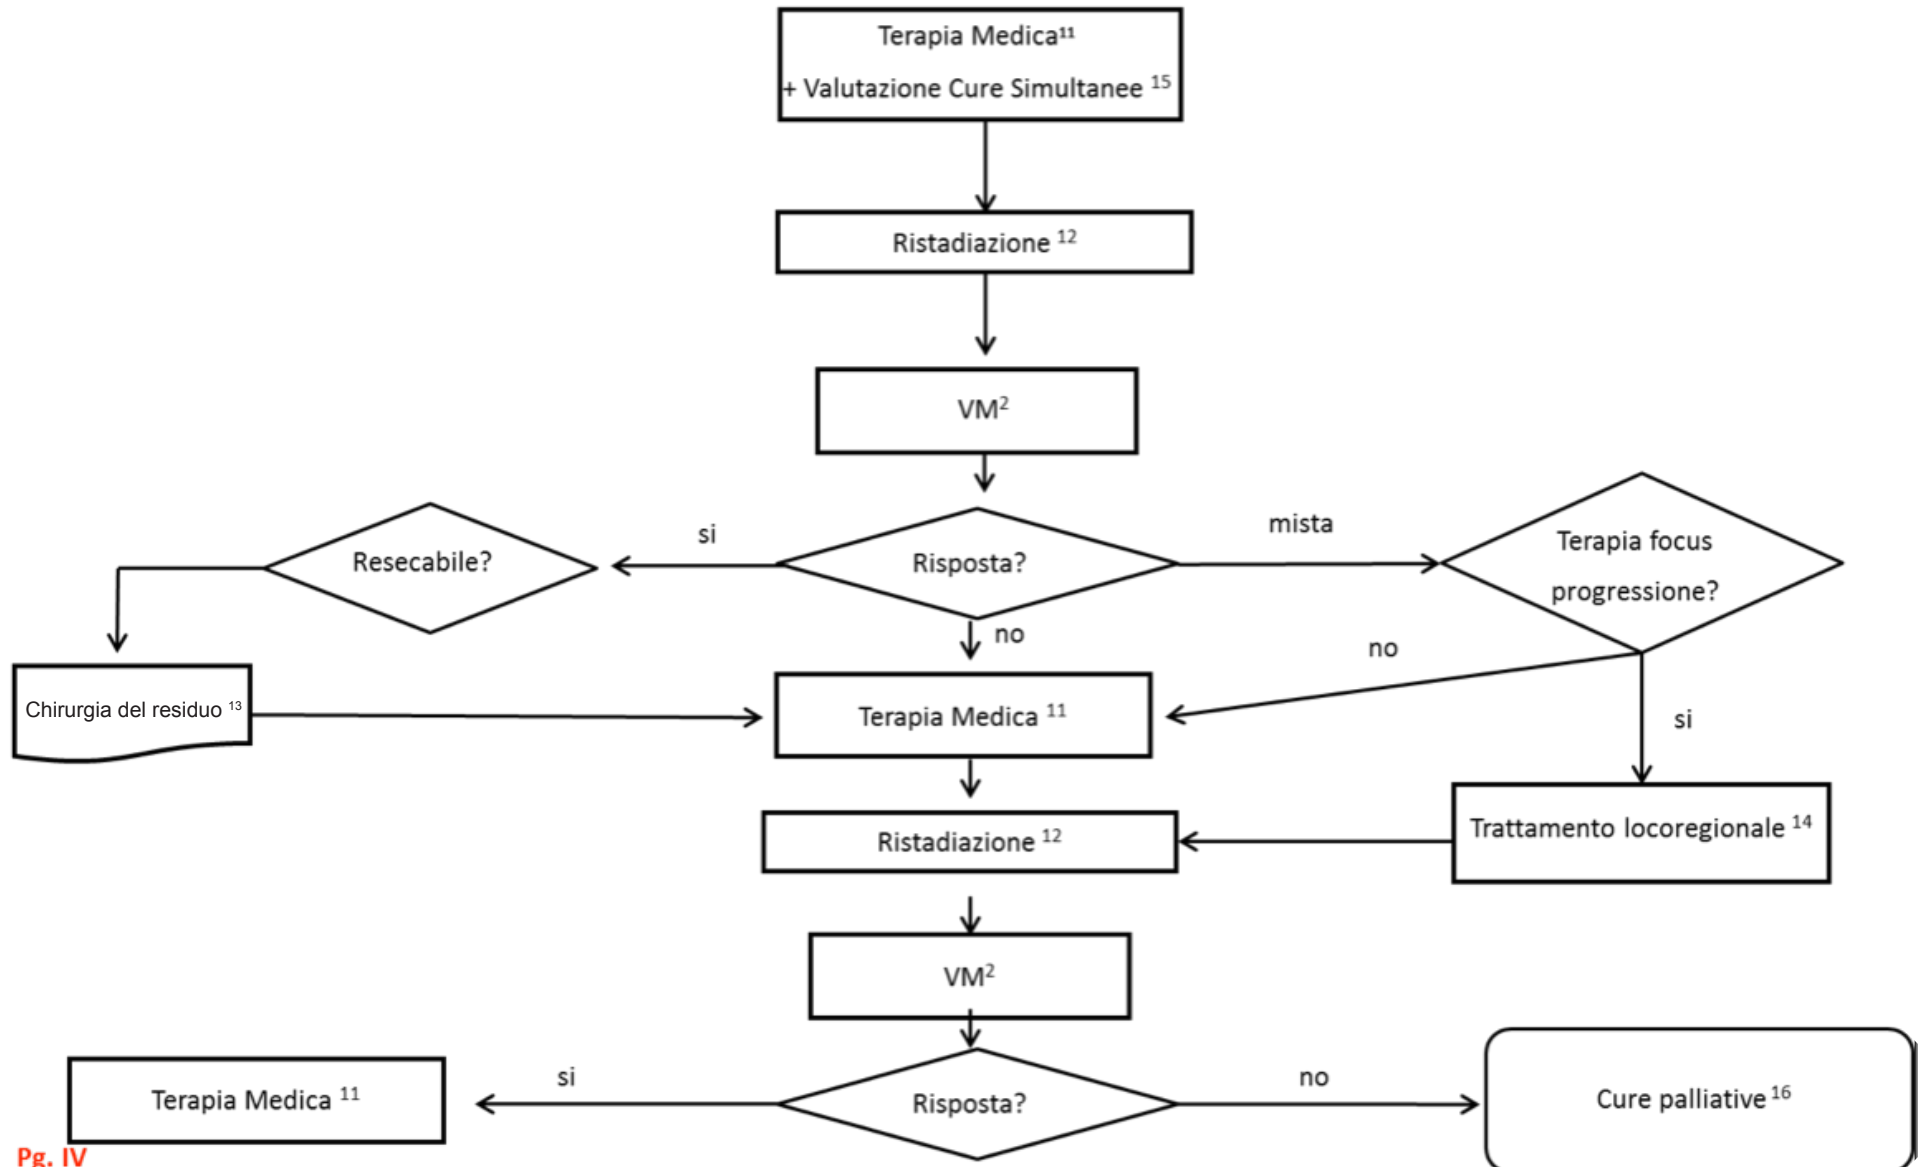 Terapia Medica¹¹
+ Valutazione Cure Simultanee ¹⁵
Ristadiazione ¹²
VM²
Resecabile?
si
Risposta?
mista
Terapia focus
progressione?
no
no
si
Chirurgia del residuo ¹³
Terapia Medica ¹¹
Trattamento locoregionale ¹⁴
Ristadiazione ¹²
VM²
Terapia Medica ¹¹
si
Risposta?
no
Cure palliative ¹⁶
Pg. IV